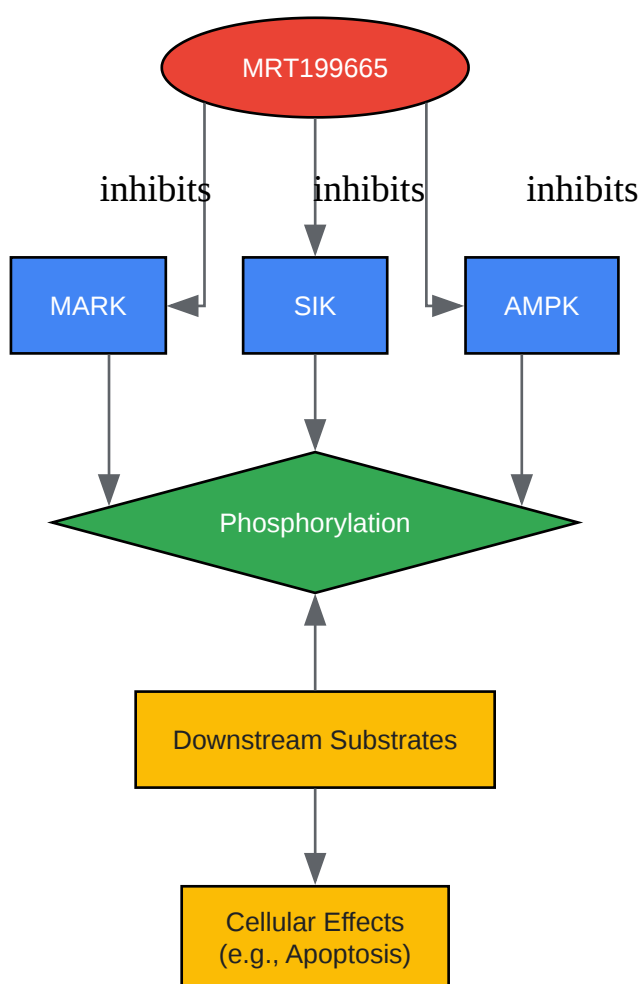 MRT199665
inhibits inhibits inhibits
MARK SIK AMPK
Phosphorylation
Downstream Substrates
Cellular Effects
(e.g., Apoptosis)